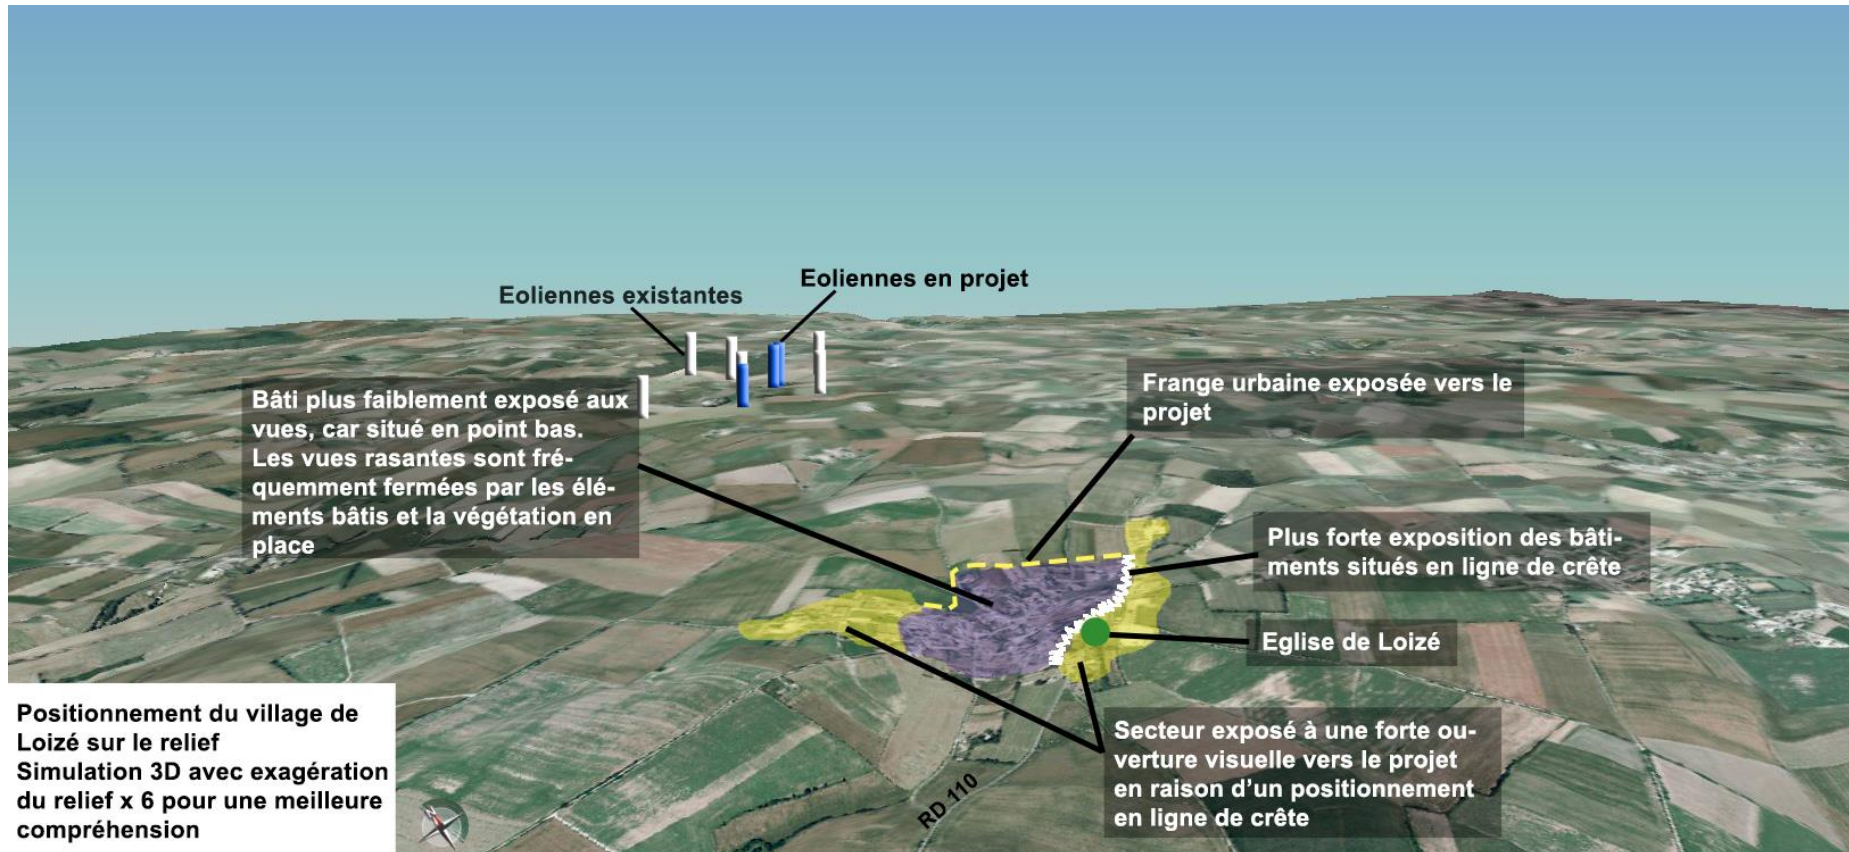 Eoliennes en projet
Eoliennes existantes
Bâti plus faiblement exposé aux
vues, car situé en point bas.
Les vues rasantes sont fré-
quemment fermées par les élé-
ments bâtis et la végétation en
place
Frange urbaine exposée vers le
projet
Plus forte exposition des bâti-
ments situés en ligne de crête
Eglise de Loizé
Secteur exposé à une forte ou-
verture visuelle vers le projet
en raison d'un positionnement
en ligne de crête
RD 110
Positionnement du village de
Loizé sur le relief
Simulation 3D avec exagération
du relief x 6 pour une meilleure
compréhension